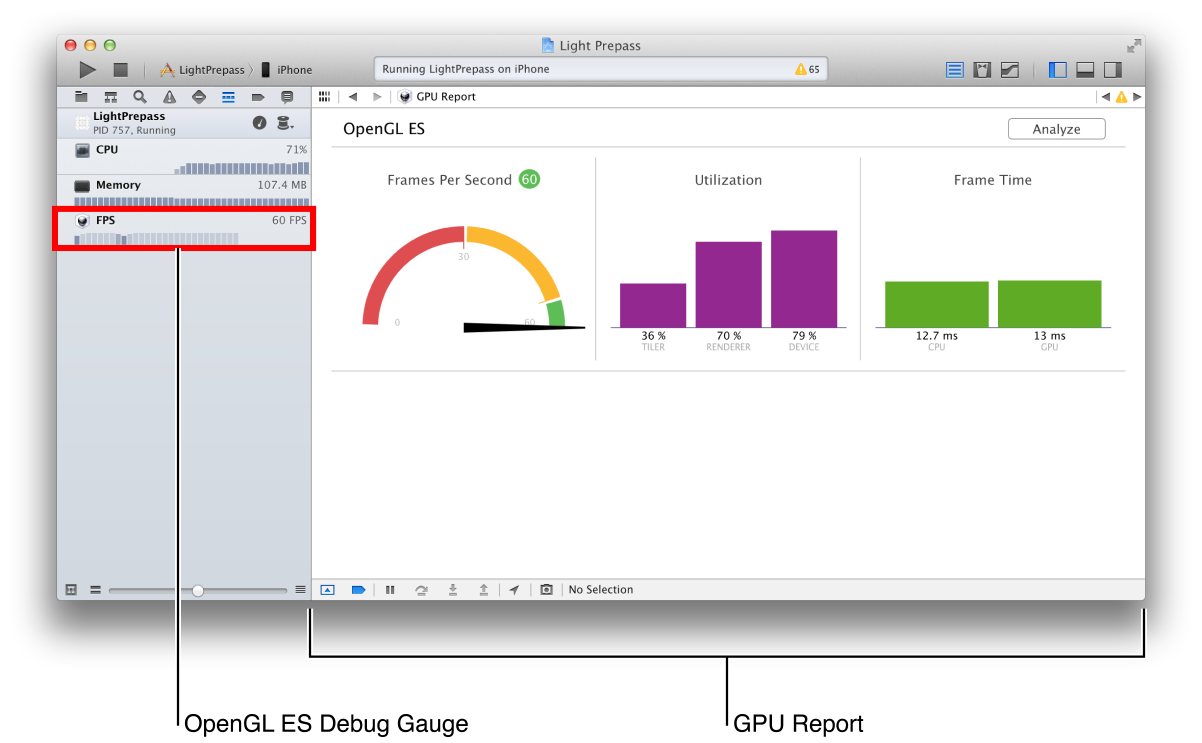 Light Prepass
LightPrepass
iPhone
Running LightPrepass on iPhone
65
GPU Report
LightPrepass
PID 757, Running
CPU 71%
Memory 107.4 MB
FPS 60 FPS
OpenGL ES
Analyze
Frames Per Second 60
30
0
60
Utilization
36 %
TILER
70 %
RENDERER
79 %
DEVICE
Frame Time
12.7 ms
CPU
13 ms
GPU
No Selection
OpenGL ES Debug Gauge
GPU Report